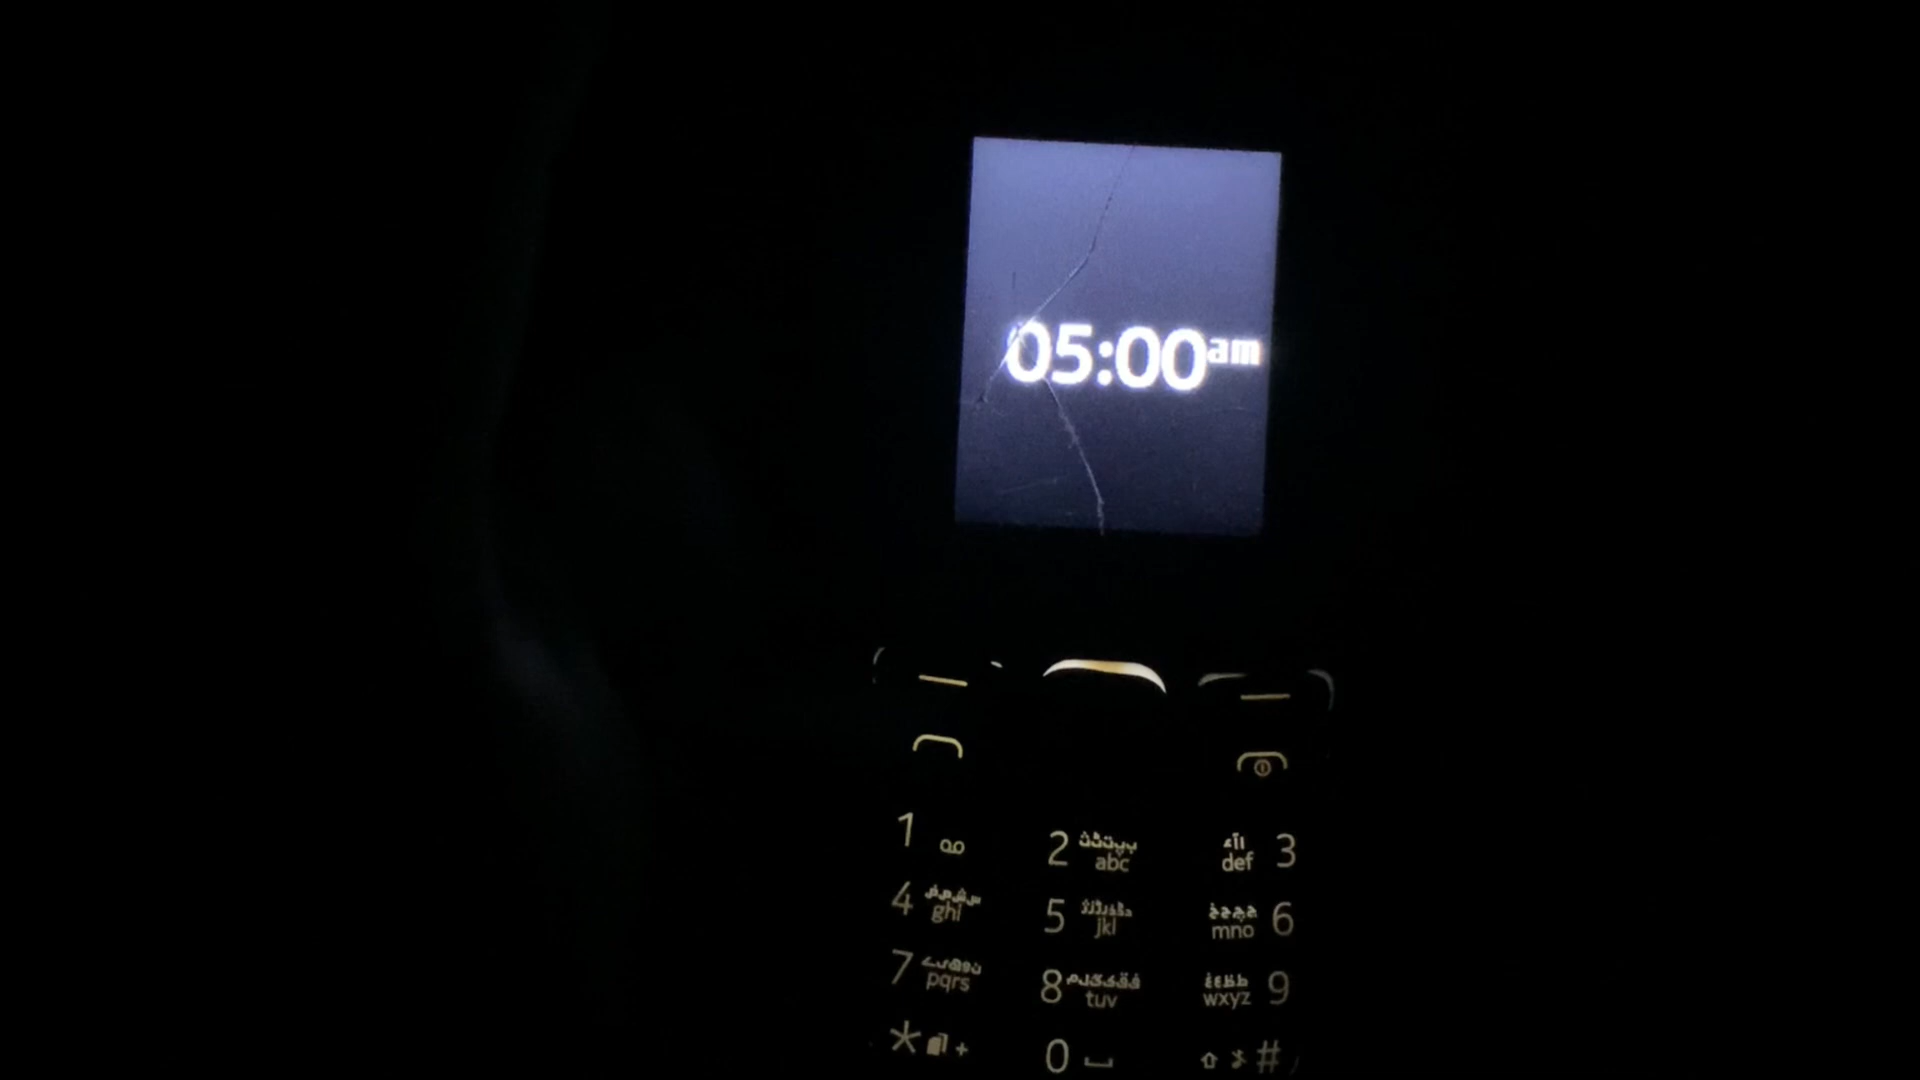 05:00am
1
2 abc
def 3
4 ghi
5 jkl
mno 6
7 pqrs
8 tuv
wxyz 9
* +
0
#